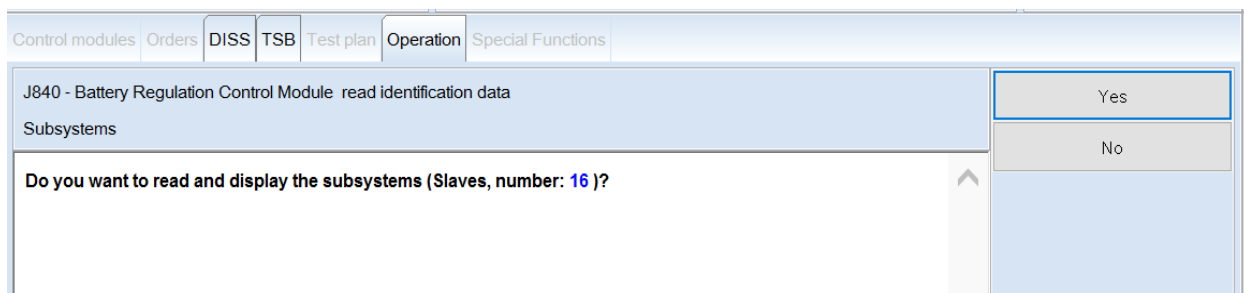 Control modules Orders DISS TSB Test plan Operation Special Functions
J840 - Battery Regulation Control Module read identification data
Subsystems
Yes
No
Do you want to read and display the subsystems (Slaves, number: 16 )?